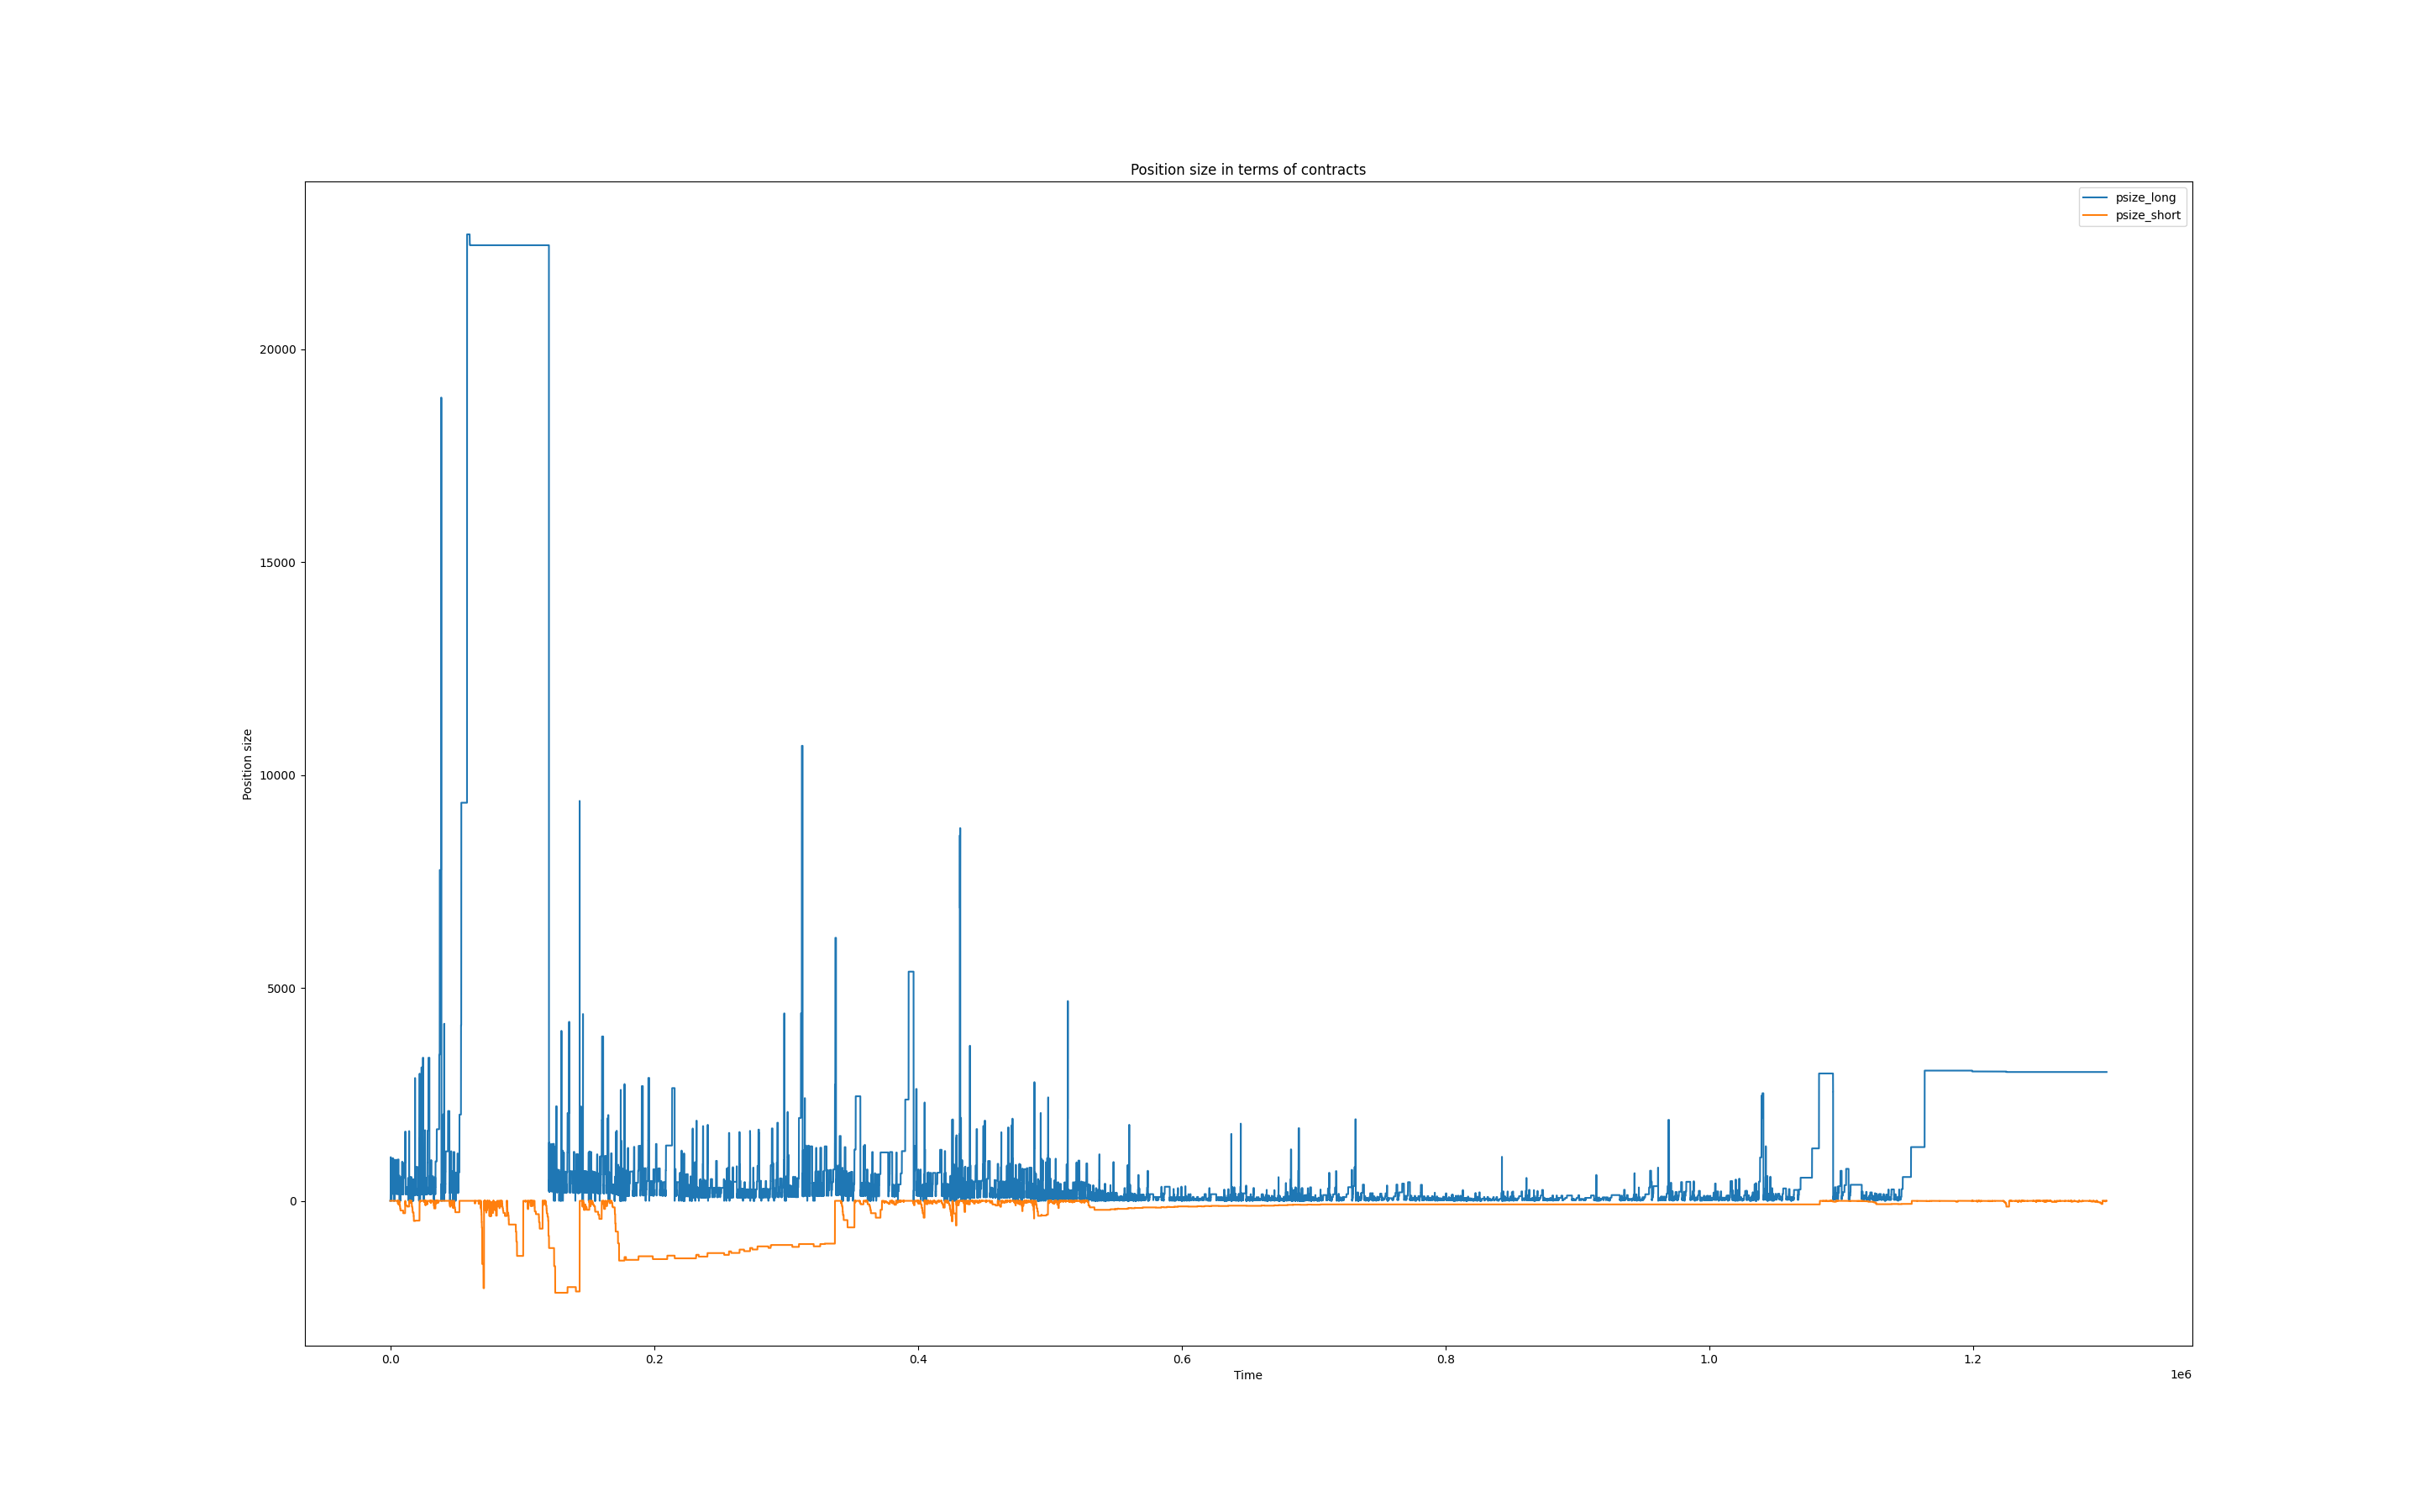 Position size in terms of contracts
psize_long
psize_short
Position size
20000
15000
10000
5000
0
0.0 0.2 0.4 0.6 0.8 1.0 1.2
Time
1e6